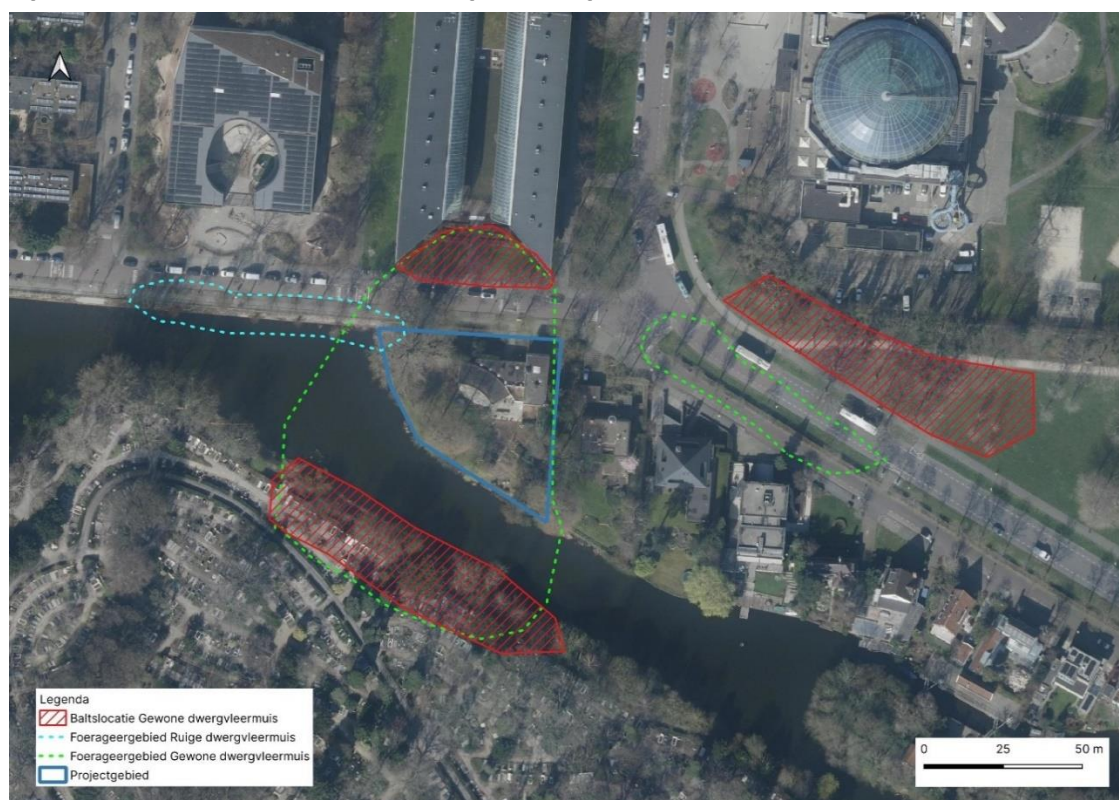 Legenda
Baltslocatie Gewone dwergvleermuis
Foerageergebied Ruige dwergvleermuis
Foerageergebied Gewone dwergvleermuis
Projectgebied
0 25 50 m